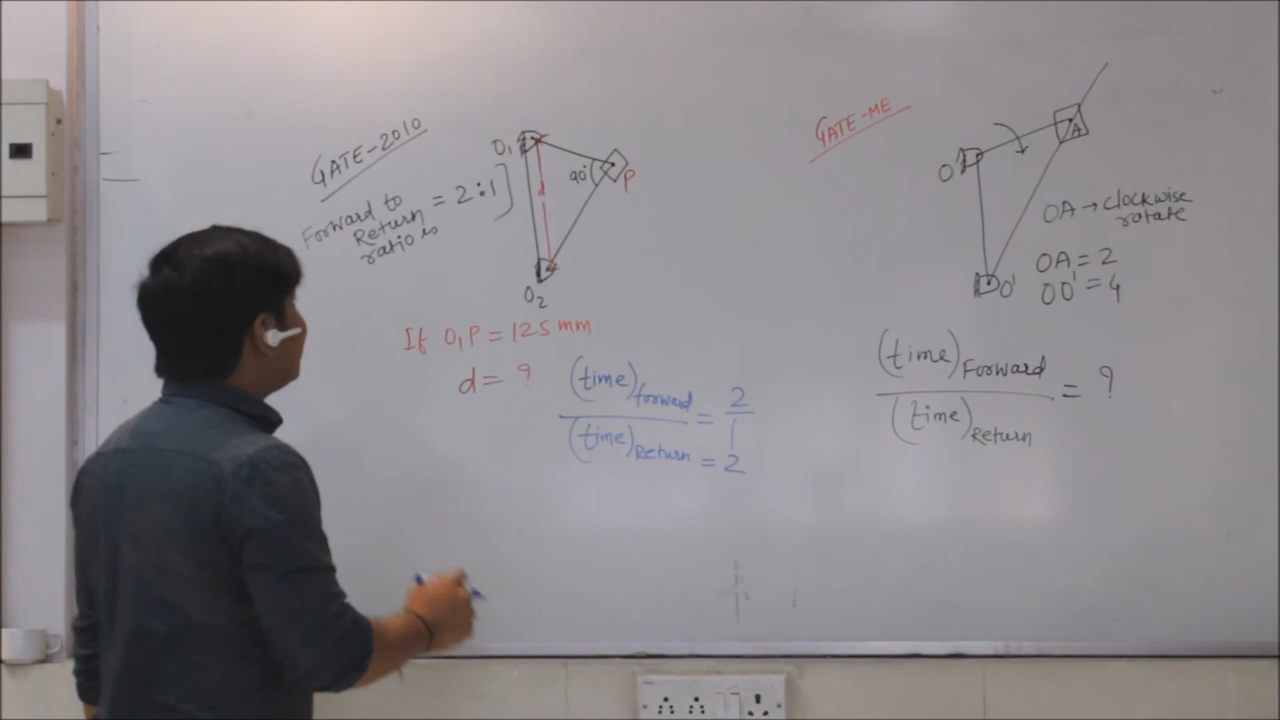 GATE-2010
Forward to
Return
ratio is
= 2:1
O1
90°
P
d
O2
If O1P = 125 mm
d = ?
(time)forward
(time)Return
= 2
1
= 2
GATE-ME
O
A
O'
OA → clockwise
rotate
OA = 2
OO' = 4
(time)Forward
(time)Return
= ?